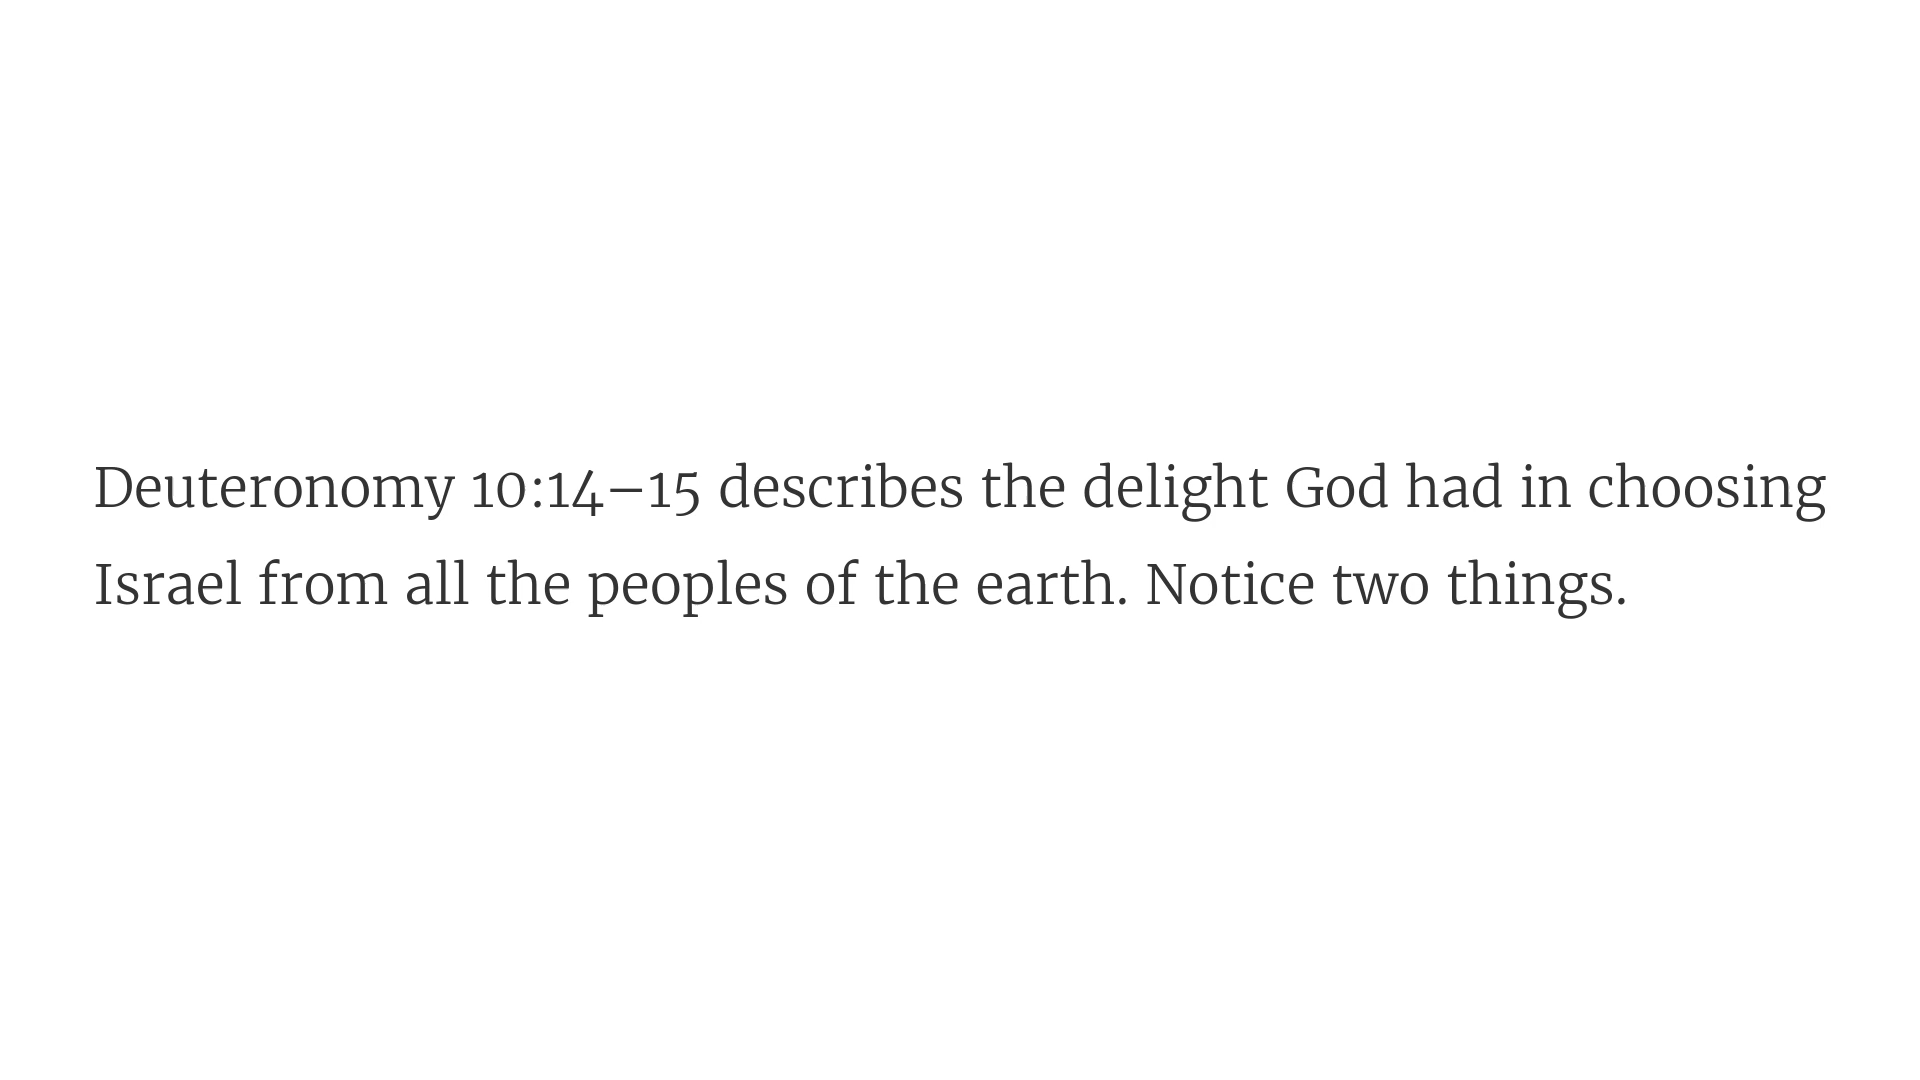 Deuteronomy 10:14–15 describes the delight God had in choosing
Israel from all the peoples of the earth. Notice two things.